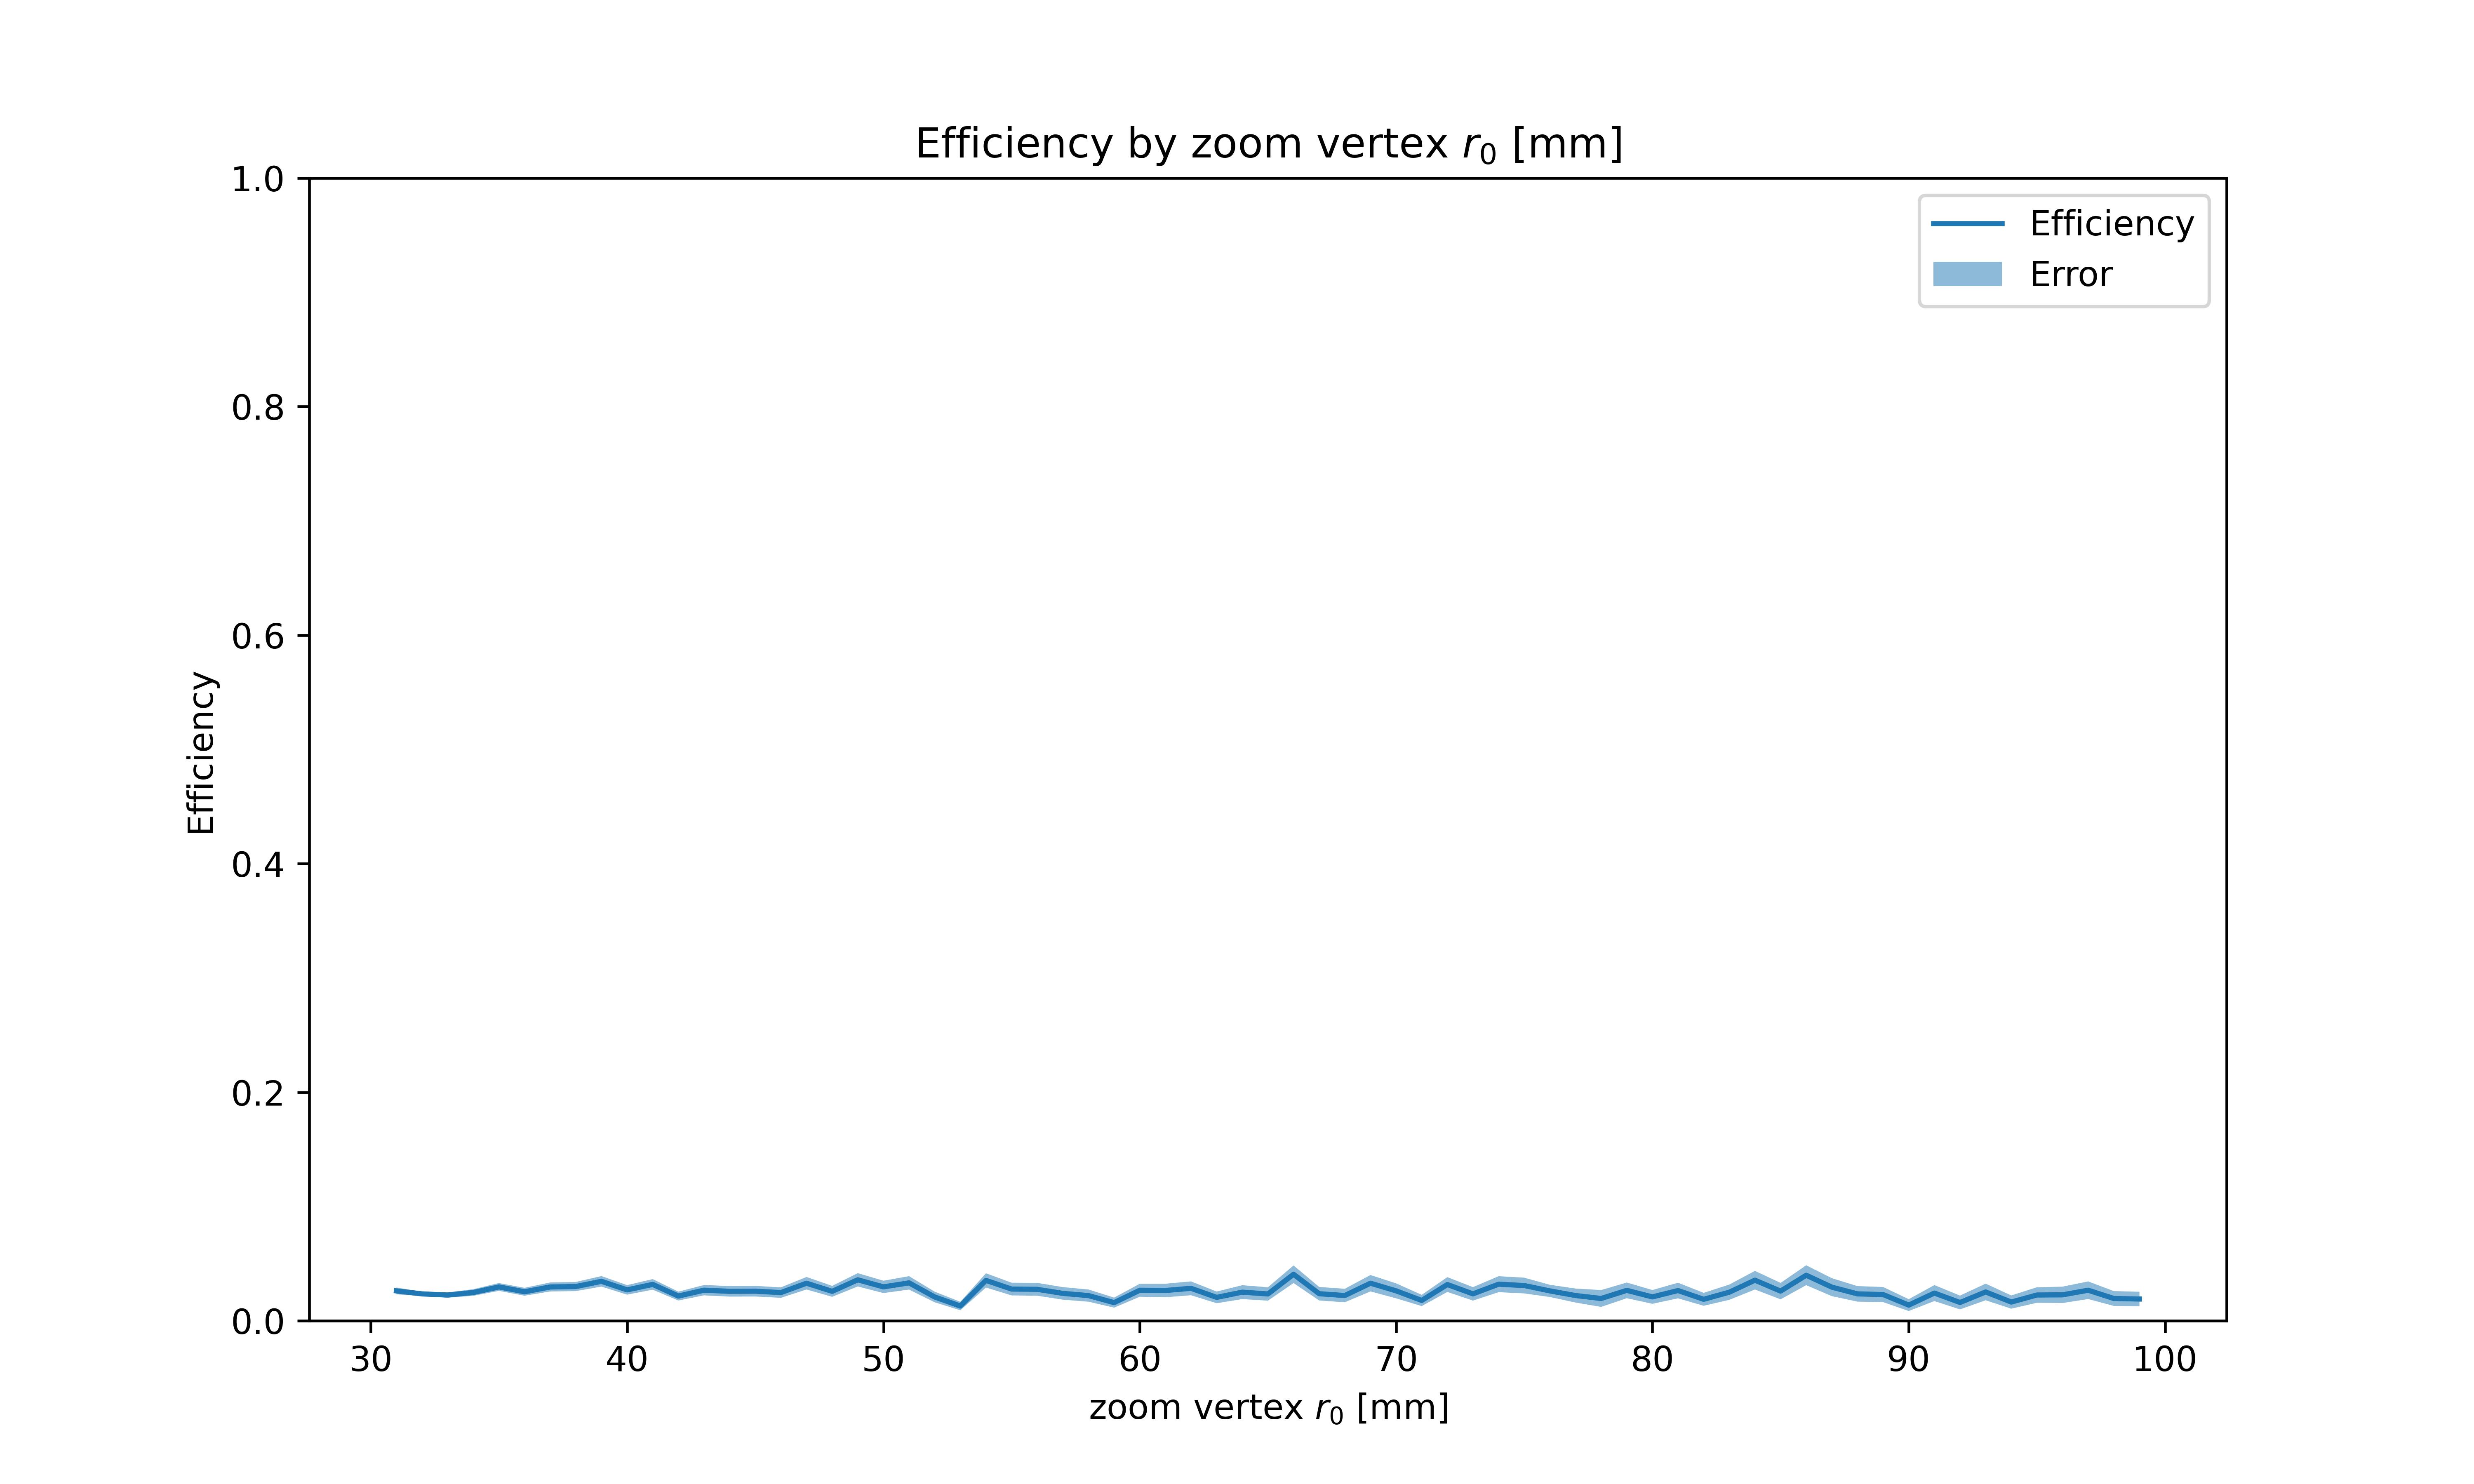 Efficiency by zoom vertex r₀ [mm]
1.0
0.8
0.6
0.4
0.2
0.0
Efficiency
Efficiency
Error
30 40 50 60 70 80 90 100
zoom vertex r₀ [mm]